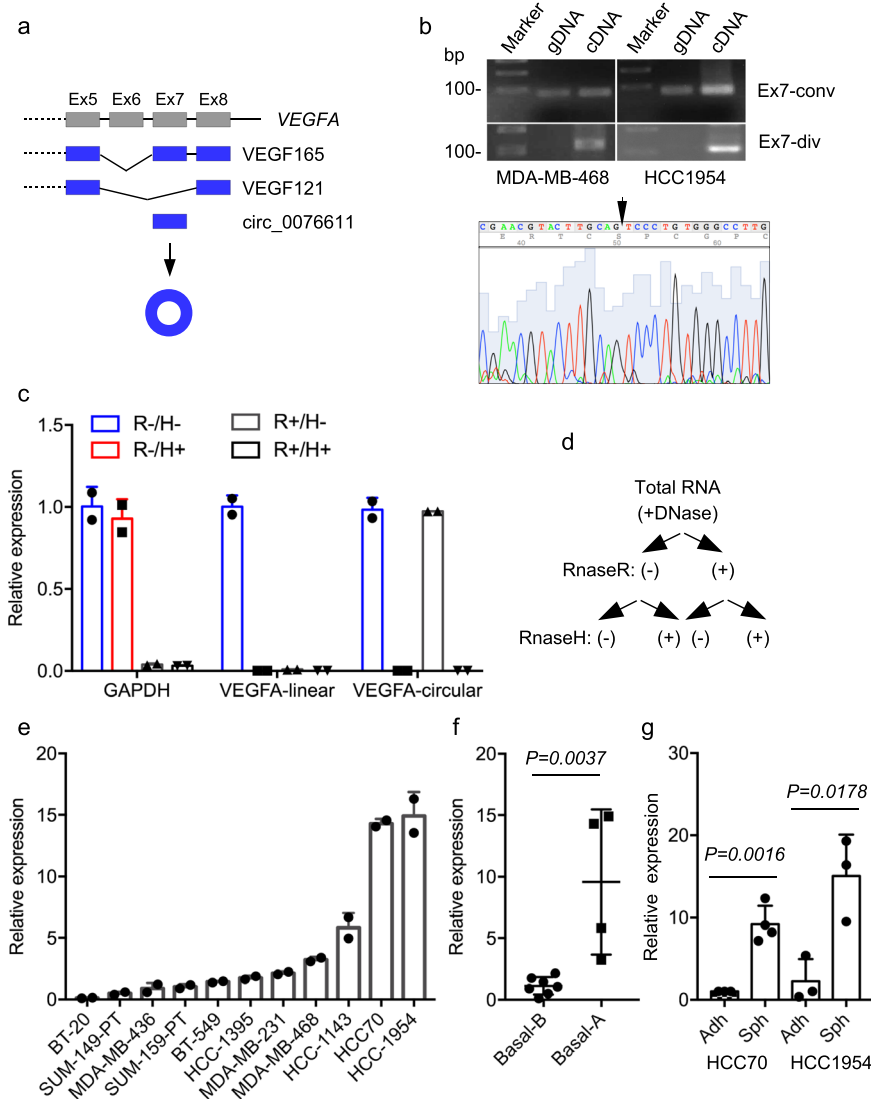 a
Ex5 Ex6 Ex7 Ex8
VEGFA
VEGF165
VEGF121
circ_0076611
b
bp
Marker gDNA cDNA Marker gDNA cDNA
100- Ex7-conv
100- Ex7-div
MDA-MB-468 HCC1954
CGAACGTACTTGCAGTCCCTGTGGGCCTTG
E R T C S P C G P C
40 50 60
c
R-/H- R+/H-
R-/H+ R+/H+
Relative expression
1.5
1.0
0.5
0.0
GAPDH VEGFA-linear VEGFA-circular
d
Total RNA
(+DNase)
RnaseR: (-) (+)
RnaseH: (-) (+) (-) (+)
e
Relative expression
20
15
10
5
0
BT-20
SUM-149-PT
MDA-MB-436
SUM-159-PT
BT-549
HCC-1395
MDA-MB-231
MDA-MB-468
HCC-1143
HCC70
HCC-1954
f
Relative expression
20
15
10
5
0
P=0.0037
Basal-B
Basal-A
g
Relative expression
30
20
10
0
P=0.0016
P=0.0178
Adh Sph Adh Sph
HCC70 HCC1954